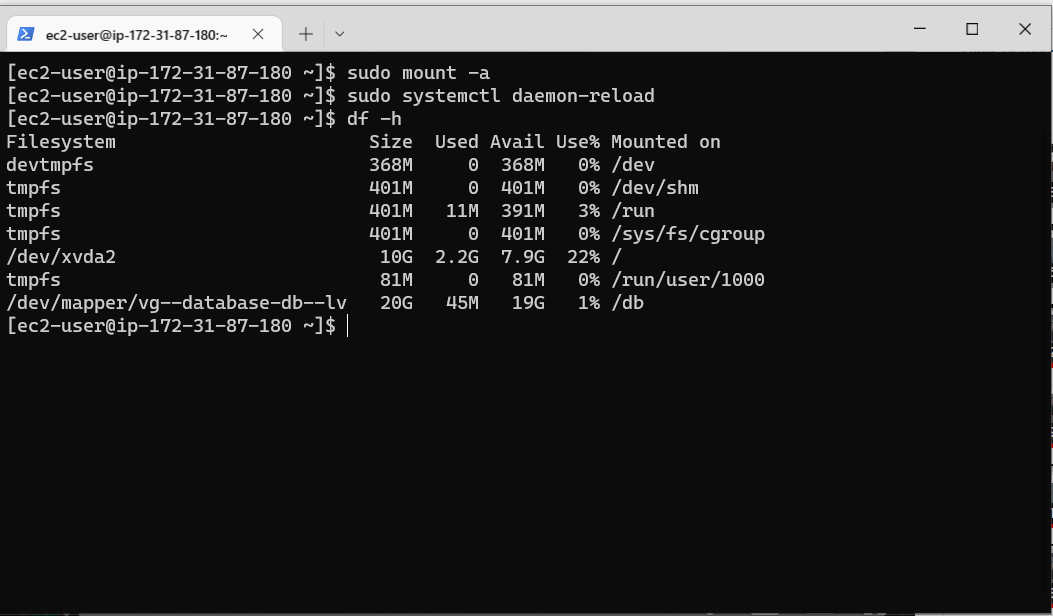 ec2-user@ip-172-31-87-180:~
[ec2-user@ip-172-31-87-180 ~]$ sudo mount -a
[ec2-user@ip-172-31-87-180 ~]$ sudo systemctl daemon-reload
[ec2-user@ip-172-31-87-180 ~]$ df -h
Filesystem                       Size  Used Avail Use% Mounted on
devtmpfs                         368M     0  368M   0% /dev
tmpfs                            401M     0  401M   0% /dev/shm
tmpfs                            401M   11M  391M   3% /run
tmpfs                            401M     0  401M   0% /sys/fs/cgroup
/dev/xvda2                        10G  2.2G  7.9G  22% /
tmpfs                             81M     0   81M   0% /run/user/1000
/dev/mapper/vg--database-db--lv   20G   45M   19G   1% /db
[ec2-user@ip-172-31-87-180 ~]$